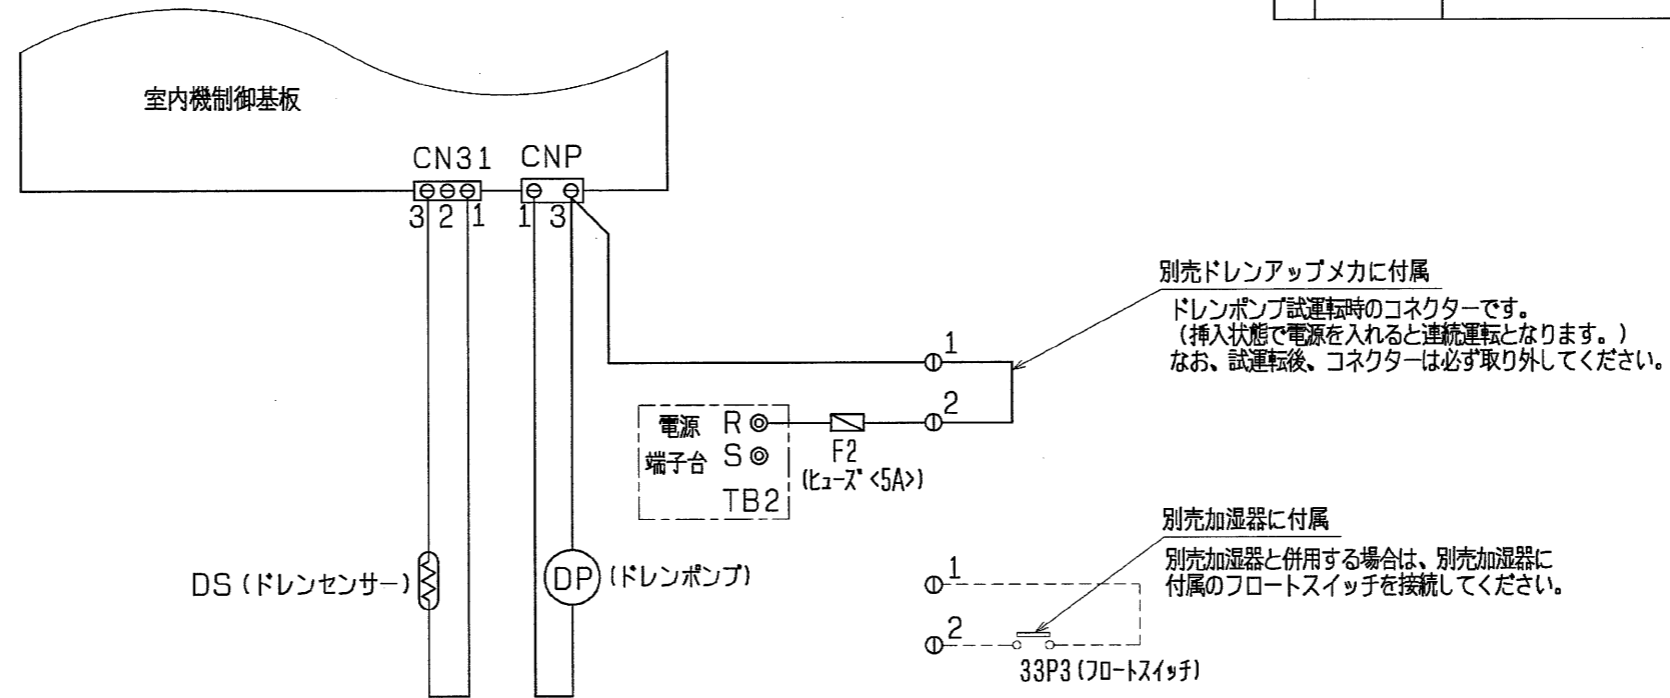 室内機制御基板
CN31 CNP
3 2 1 1 3
別売ドレンアップメカに付属
ドレンポンプ試運転時のコネクターです。
(挿入状態で電源を入れると連続運転となります。)
なお、試運転後、コネクターは必ず取り外してください。
1
2
電源 R
端子台 S
TB2
F2
(ヒューズ<5A>)
別売加湿器に付属
別売加湿器と併用する場合は、別売加湿器に
付属のフロートスイッチを接続してください。
DS(ドレンセンサー)
DP(ドレンポンプ)
1
2
33P3(フロートスイッチ)